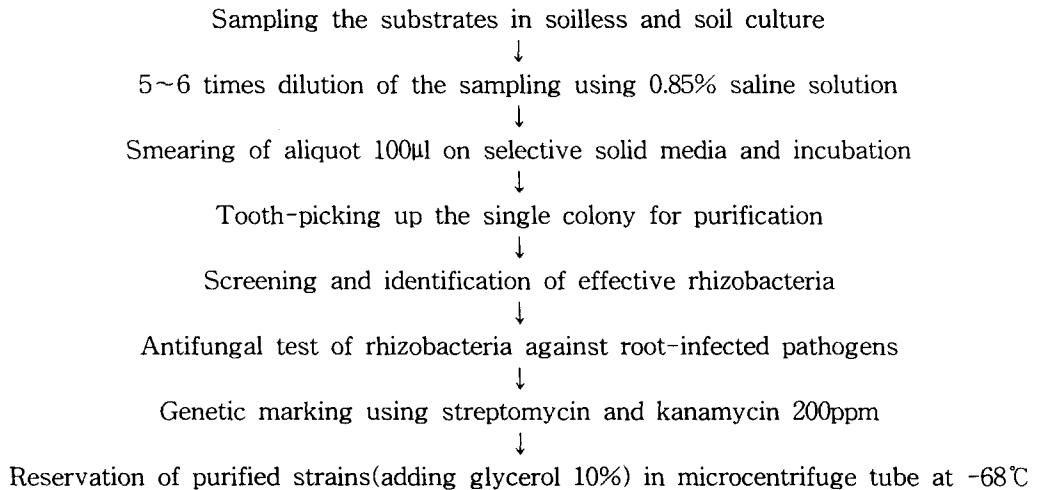 Sampling the substrates in soilless and soil culture
↓
5~6 times dilution of the sampling using 0.85% saline solution
↓
Smearing of aliquot 100μl on selective solid media and incubation
↓
Tooth-picking up the single colony for purification
↓
Screening and identification of effective rhizobacteria
↓
Antifungal test of rhizobacteria against root-infected pathogens
↓
Genetic marking using streptomycin and kanamycin 200ppm
↓
Reservation of purified strains(adding glycerol 10%) in microcentrifuge tube at -68℃